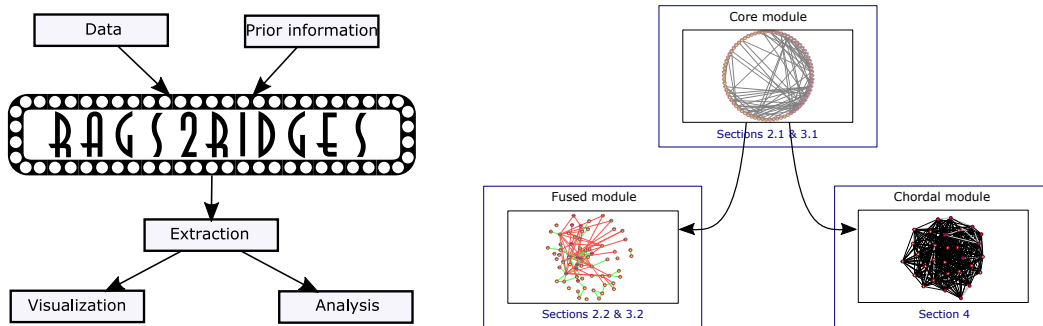 Data
Prior information
RAGS2RIDGES
Extraction
Visualization
Analysis
Core module
Sections 2.1 & 3.1
Fused module
Sections 2.2 & 3.2
Chordal module
Section 4